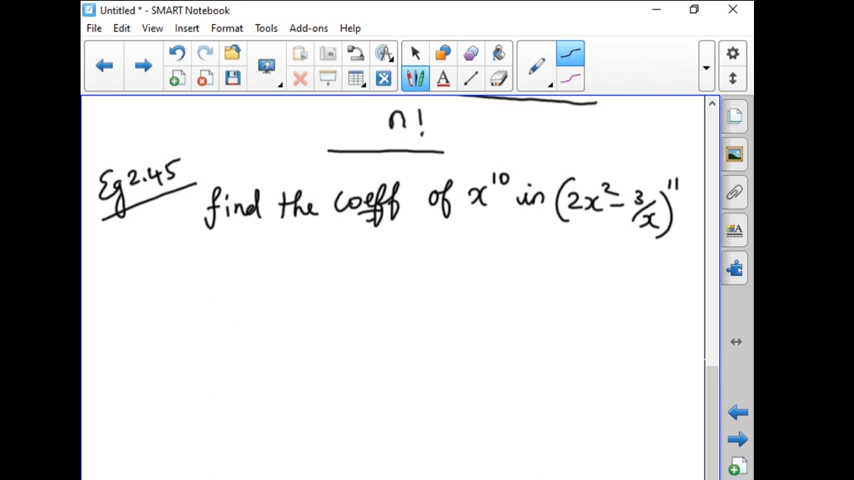 Untitled * - SMART Notebook
File Edit View Insert Format Tools Add-ons Help
n!
Eg 2.45
find the coeff of x¹⁰ in (2x² - 3/x)¹¹